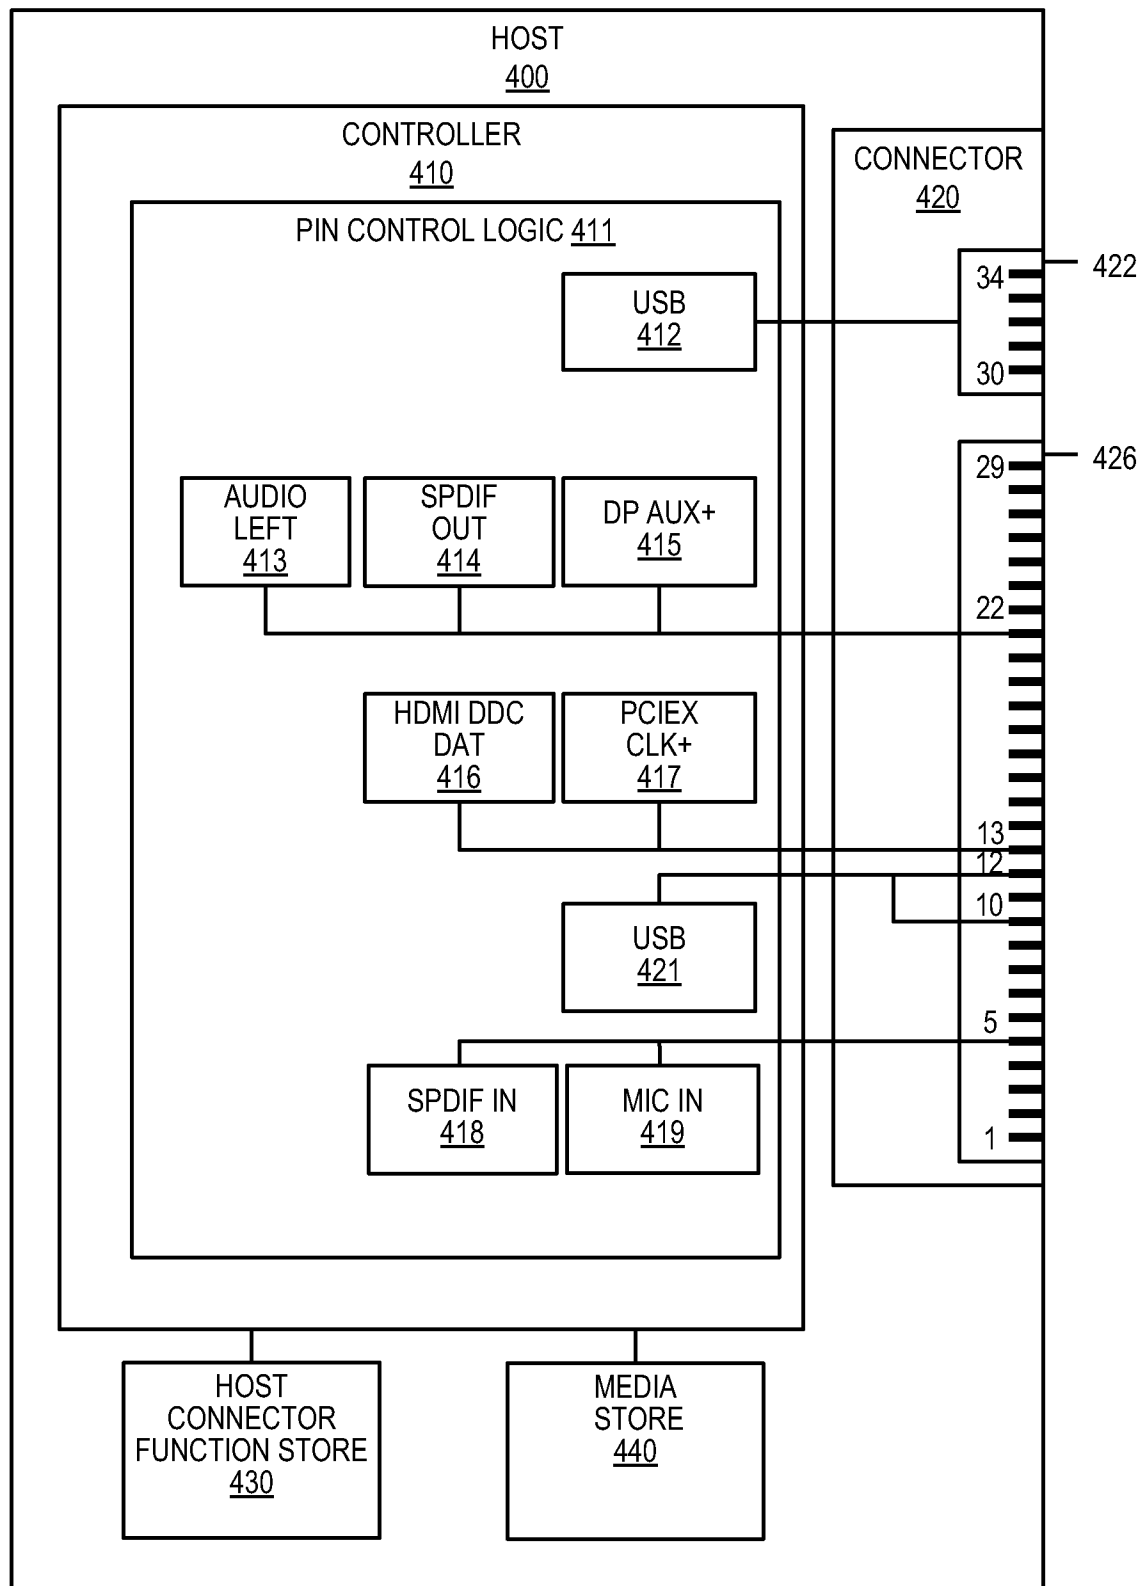 HOST
400
CONTROLLER
410
CONNECTOR
420
PIN CONTROL LOGIC 411
USB
412
34
30
422
AUDIO
LEFT
413
SPDIF
OUT
414
DP AUX+
415
29
426
22
HDMI DDC
DAT
416
PCIEX
CLK+
417
13
12
10
USB
421
5
SPDIF IN
418
MIC IN
419
1
HOST
CONNECTOR
FUNCTION STORE
430
MEDIA
STORE
440